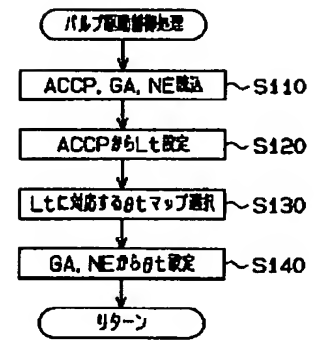 バルブ駆動制御処理
ACCP, GA, NE読込
S110
ACCPからLt設定
S120
Ltに対応するθtマップ選択
S130
GA, NEからθt設定
S140
リターン